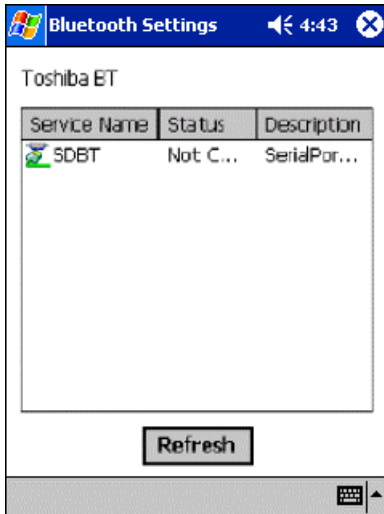 Bluetooth Settings 4:43
Toshiba BT
Service Name Status Description
SDBT Not C... SerialPor...
Refresh